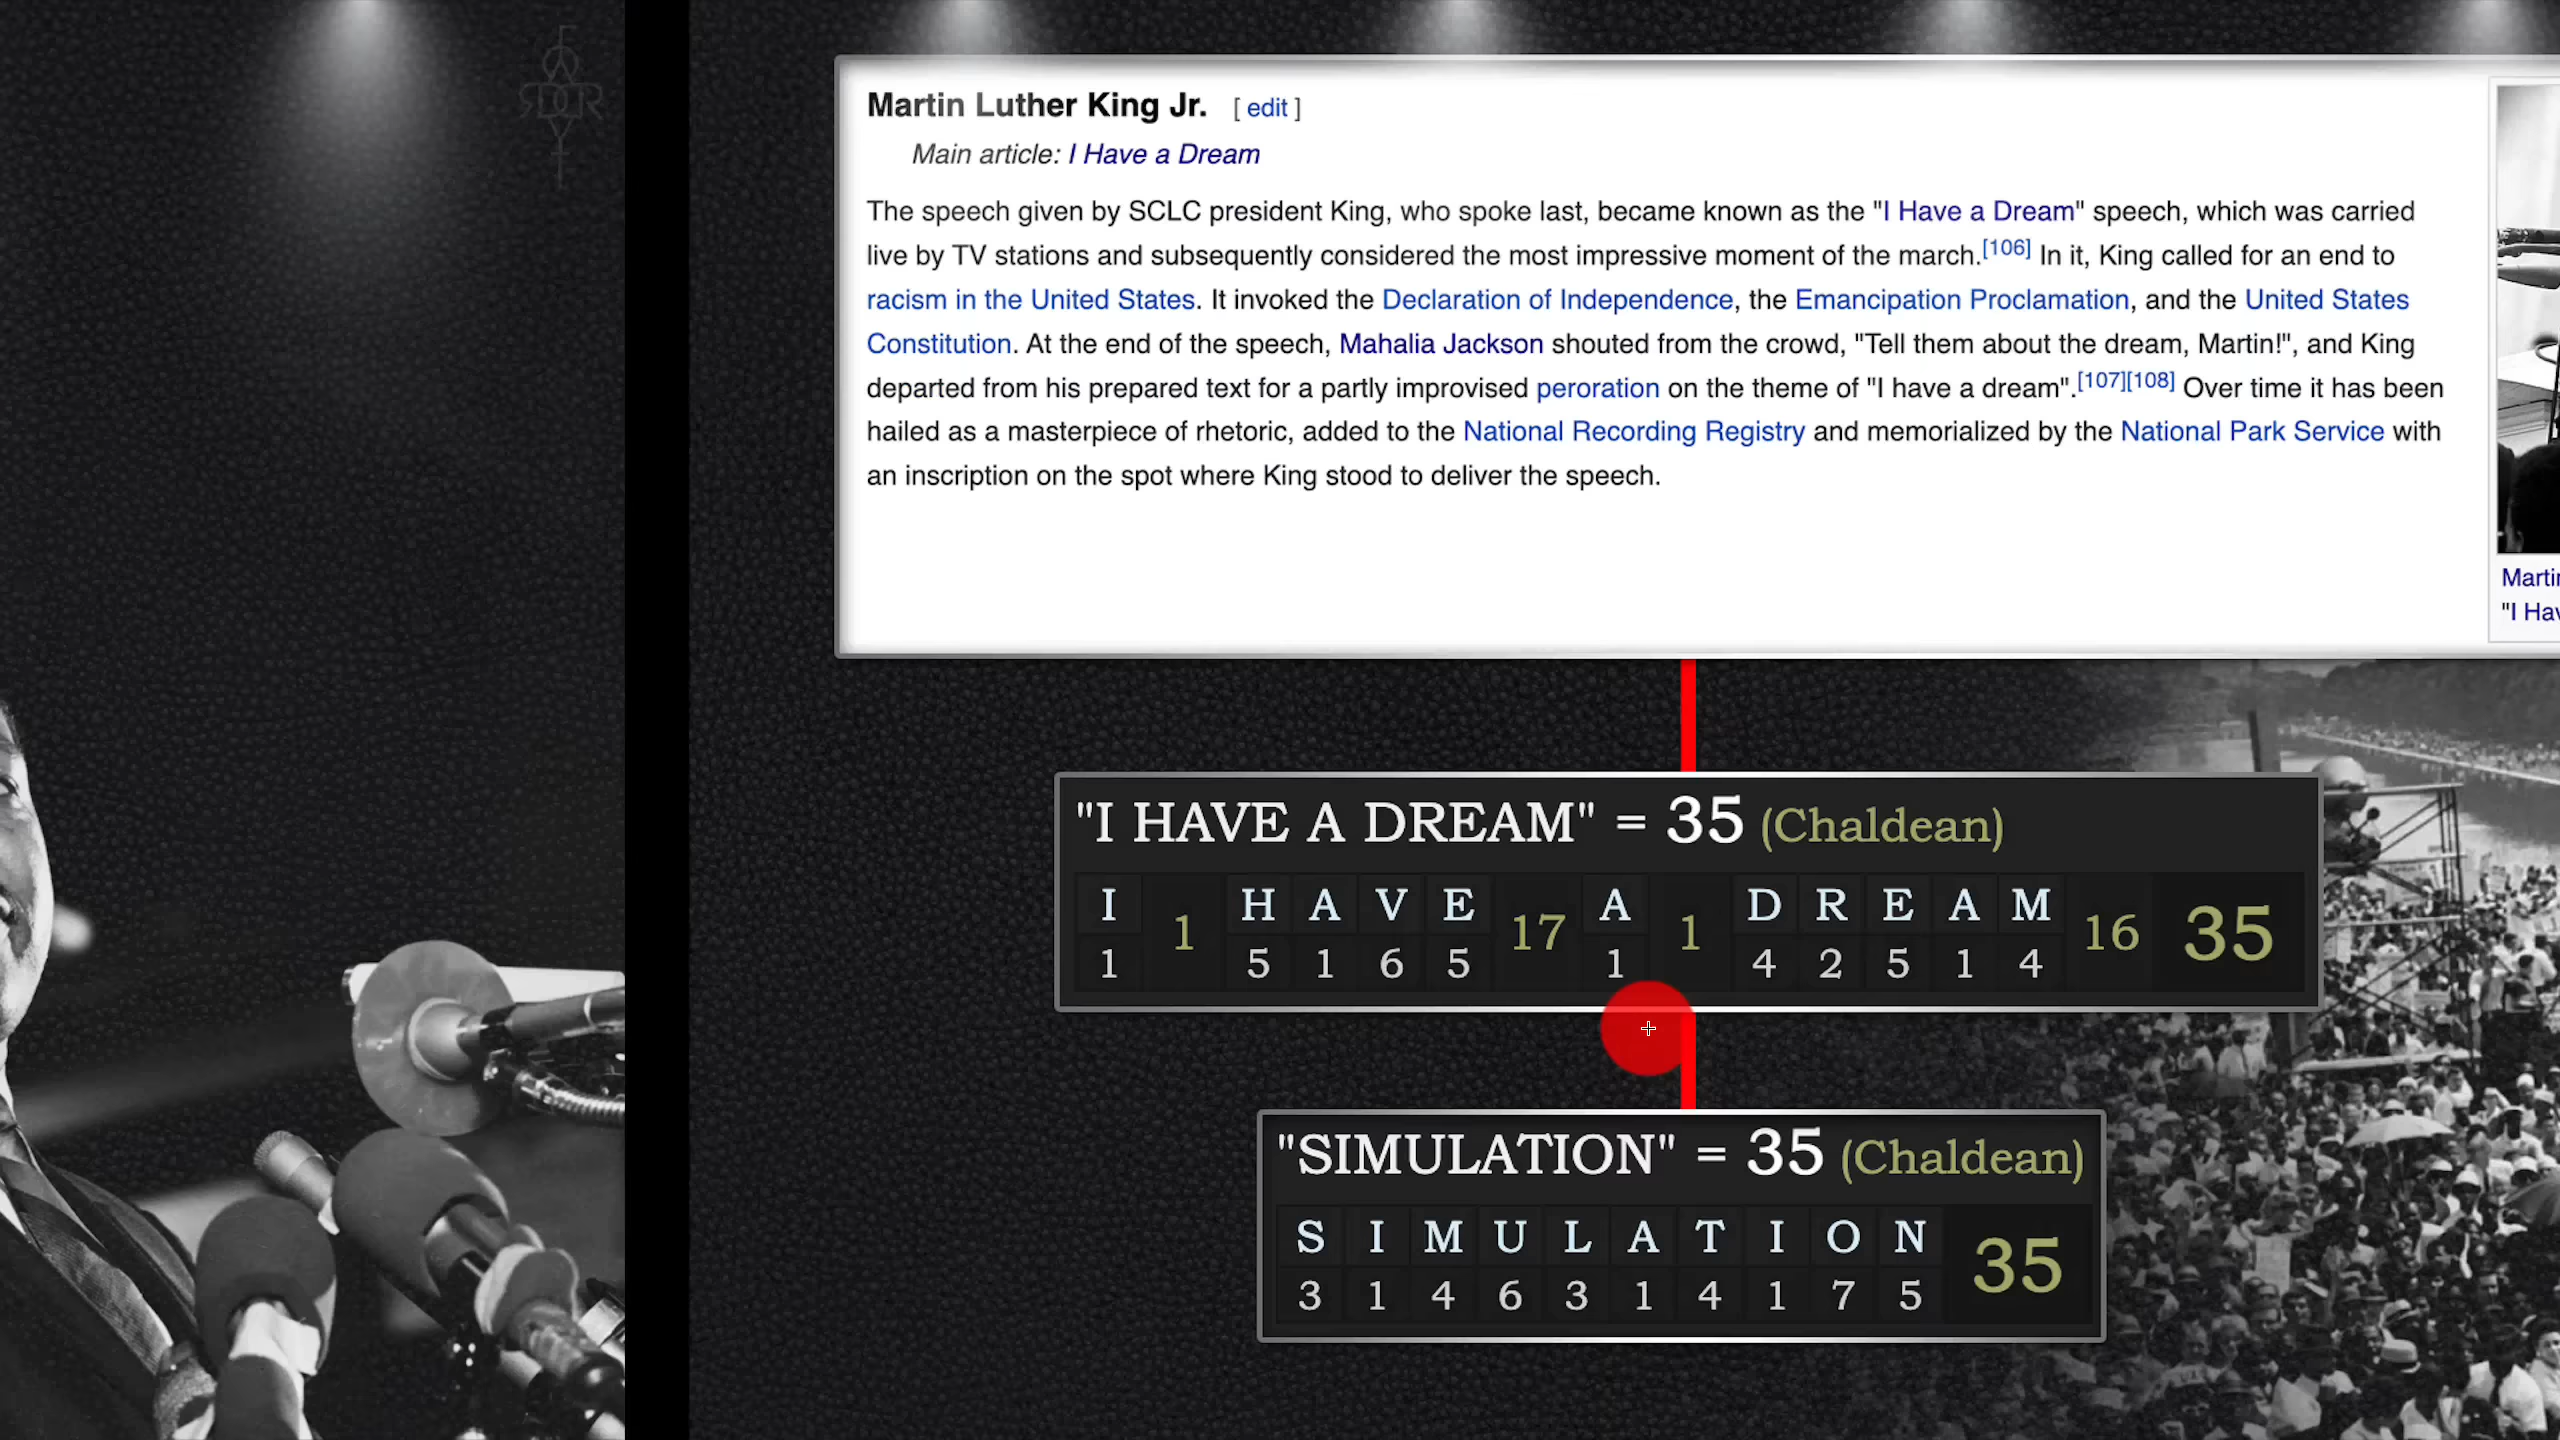 Martin Luther King Jr. [ edit ]
Main article: I Have a Dream
The speech given by SCLC president King, who spoke last, became known as the "I Have a Dream" speech, which was carried
live by TV stations and subsequently considered the most impressive moment of the march.[106] In it, King called for an end to
racism in the United States. It invoked the Declaration of Independence, the Emancipation Proclamation, and the United States
Constitution. At the end of the speech, Mahalia Jackson shouted from the crowd, "Tell them about the dream, Martin!", and King
departed from his prepared text for a partly improvised peroration on the theme of "I have a dream".[107][108] Over time it has been
hailed as a masterpiece of rhetoric, added to the National Recording Registry and memorialized by the National Park Service with
an inscription on the spot where King stood to deliver the speech.
"I
"I HAVE A DREAM" = 35 (Chaldean)
I 1 H A V E 17 A 1 D R E A M 16 35
1 5 1 6 5 1 4 2 5 1 4
"SIMULATION" = 35 (Chaldean)
S I M U L A T I O N 35
3 1 4 6 3 1 4 1 7 5